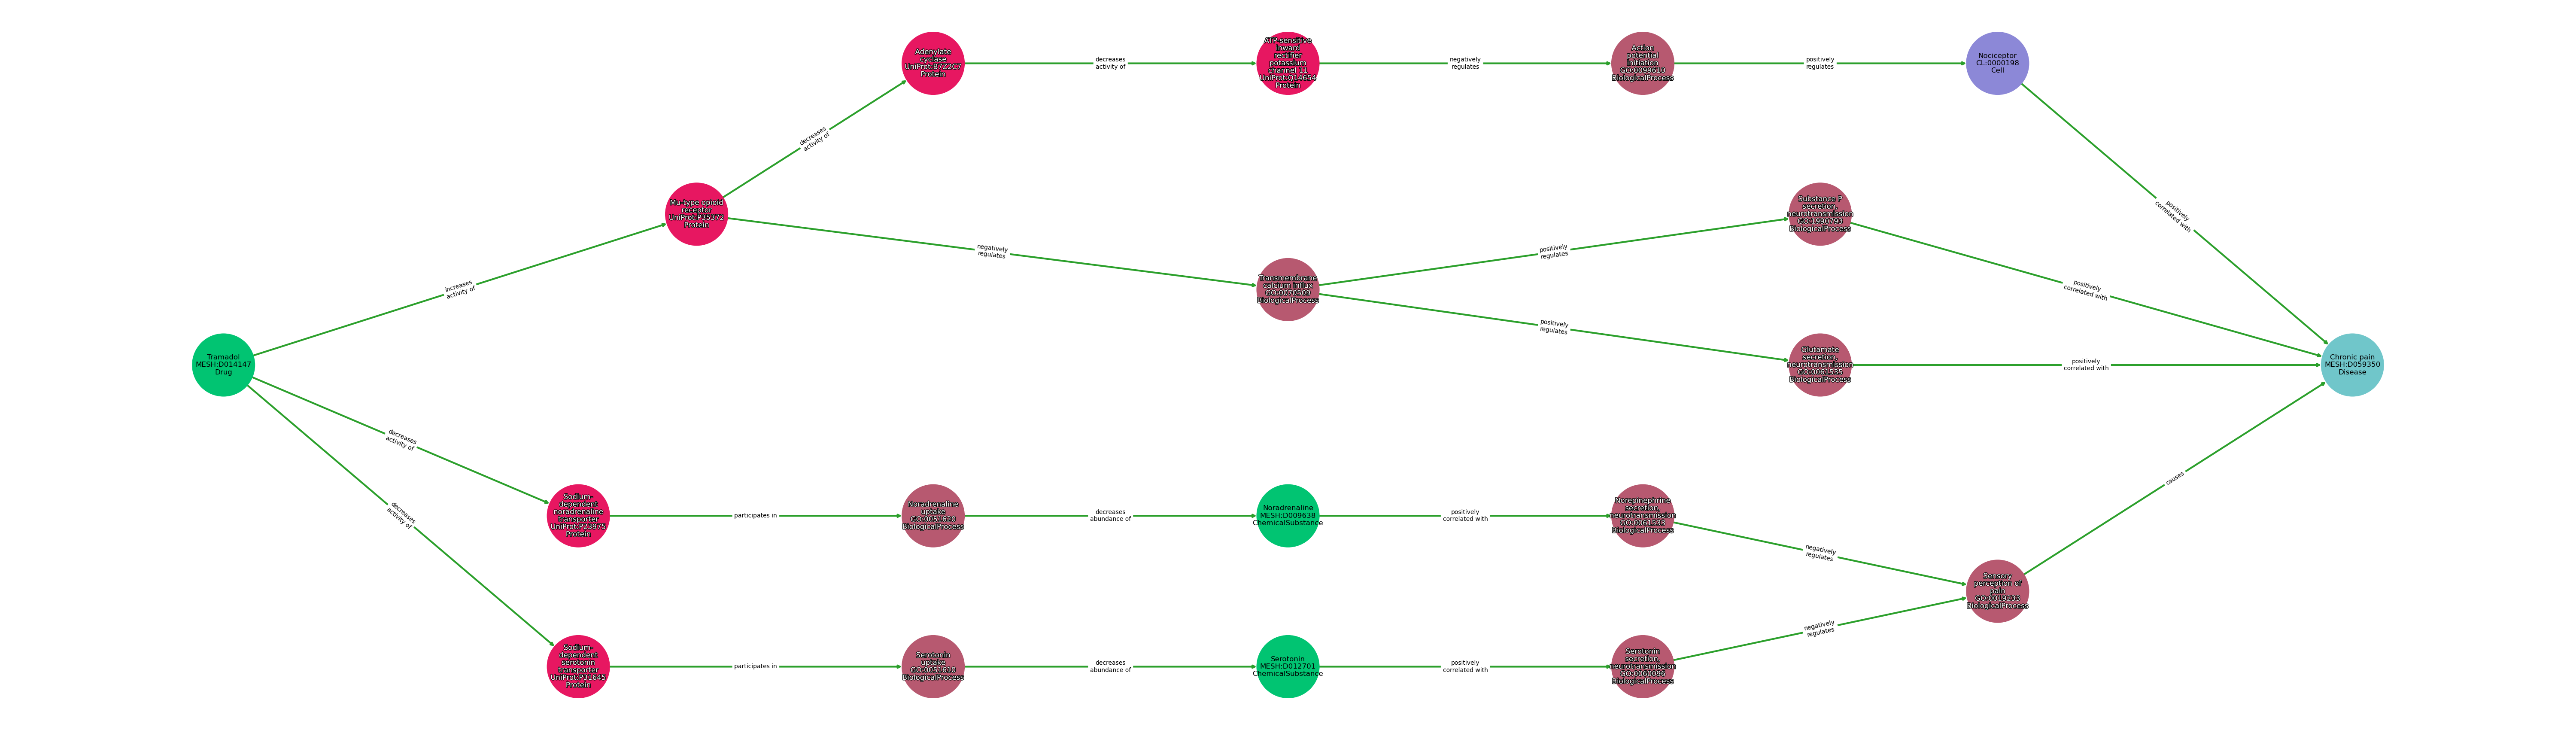 Adenylate
cyclase
UniProt:B7Z2C7
Protein
decreases
activity of
ATP-sensitive
inward
rectifier
potassium
channel 11
UniProt:Q14654
Protein
negatively
regulates
Action
potential
initiation
GO:0099610
BiologicalProcess
positively
regulates
Nociceptor
CL:0000198
Cell
decreases
activity of
positively
correlated with
Mu-type opioid
receptor
UniProt:P35372
Protein
negatively
regulates
Substance P
secretion,
neurotransmission
GO:1990793
BiologicalProcess
positively
regulates
increases
activity of
Transmembrane
calcium influx
GO:0070509
BiologicalProcess
positively
correlated with
positively
regulates
Tramadol
MESH:D014147
Drug
Glutamate
secretion,
neurotransmission
GO:0061535
BiologicalProcess
positively
correlated with
Chronic pain
MESH:D059350
Disease
decreases
activity of
causes
decreases
activity of
Sodium-
dependent
noradrenaline
transporter
UniProt:P23975
Protein
participates in
Noradrenaline
uptake
GO:0051620
BiologicalProcess
decreases
abundance of
Noradrenaline
MESH:D009638
ChemicalSubstance
positively
correlated with
Norepinephrine
secretion,
neurotransmission
GO:0061533
BiologicalProcess
negatively
regulates
Sensory
perception of
pain
GO:0019233
BiologicalProcess
negatively
regulates
Sodium-
dependent
serotonin
transporter
UniProt:P31645
Protein
participates in
Serotonin
uptake
GO:0051610
BiologicalProcess
decreases
abundance of
Serotonin
MESH:D012701
ChemicalSubstance
positively
correlated with
Serotonin
secretion,
neurotransmission
GO:0060096
BiologicalProcess